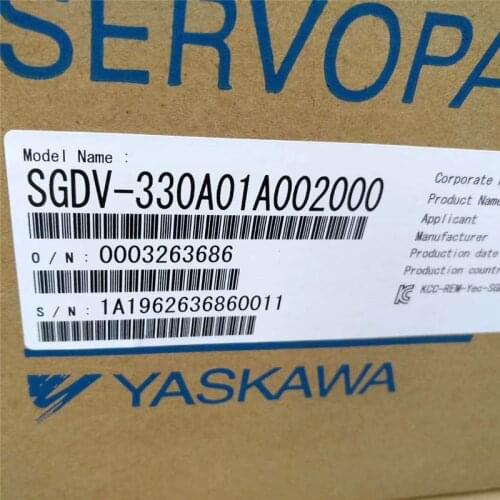 SERVOPA
Model Name :
SGDV-330A01A002000
O / N : 0003263686
S / N : 1A1962636860011
Corporate
Product Name
Applicant
Manufacturer
Production date
Production country
KCC-REM-Yec-SG
YASKAWA